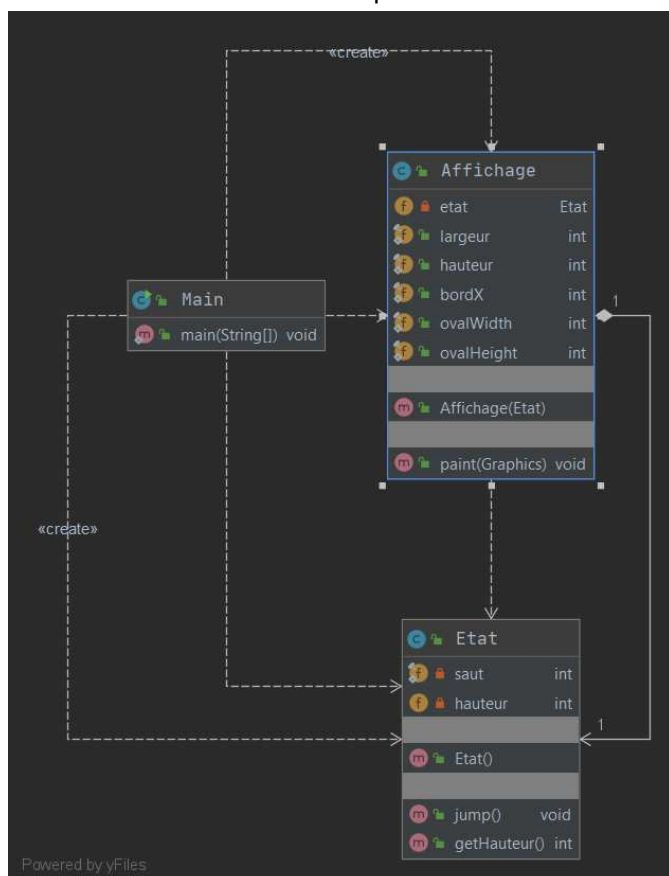 «create»
Affichage
etat Etat
largeur int
hauteur int
bordX int
ovalWidth int
ovalHeight int
Affichage(Etat)
paint(Graphics) void
1
Main
main(String[]) void
«create»
Etat
saut int
hauteur int
Etat()
jump() void
getHauteur() int
1
Powered by yFiles